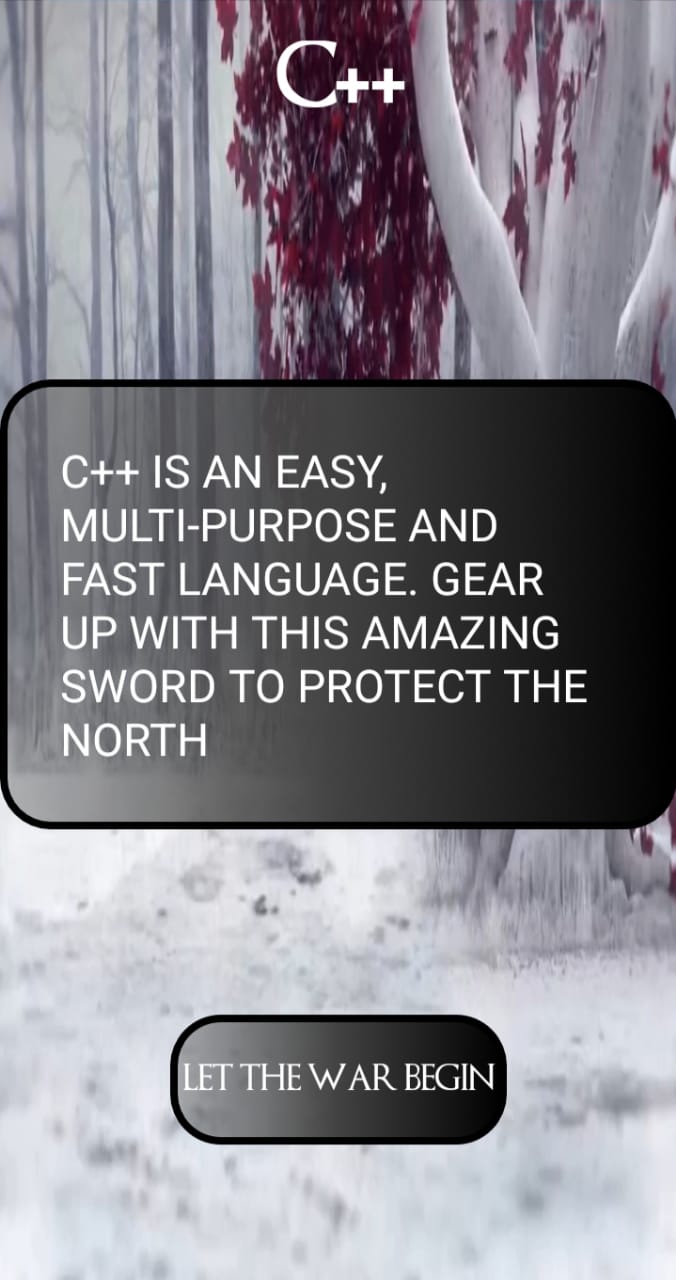 C++
C++ IS AN EASY,
MULTI-PURPOSE AND
FAST LANGUAGE. GEAR
UP WITH THIS AMAZING
SWORD TO PROTECT THE
NORTH
LET THE WAR BEGIN